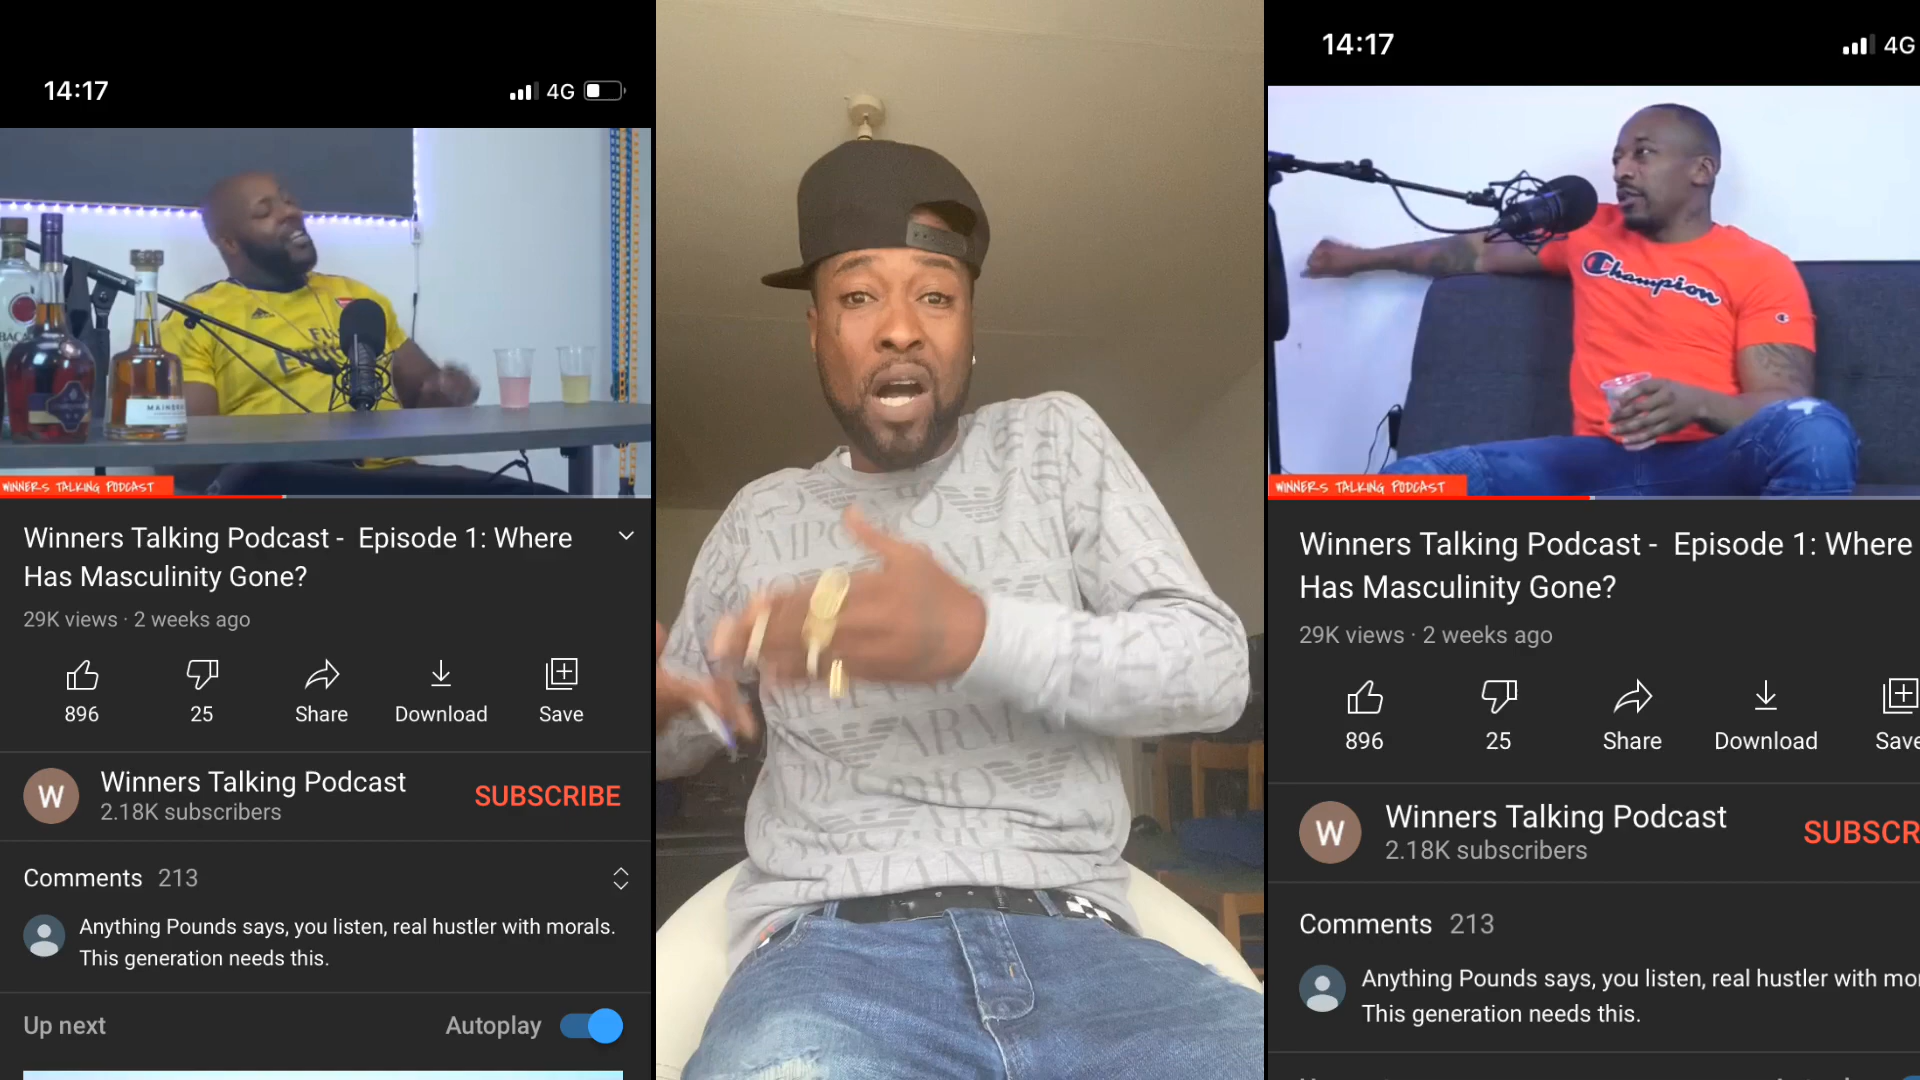 14:17
4G
BACA
MAINE
WINNERS TALKING PODCAST
Winners Talking Podcast - Episode 1: Where
Has Masculinity Gone?
29K views · 2 weeks ago
896
25
Share
Download
Save
W
Winners Talking Podcast
2.18K subscribers
SUBSCRIBE
Comments 213
Anything Pounds says, you listen, real hustler with morals.
This generation needs this.
Up next
Autoplay
EMPORIO
ARMANI
14:17
4G
Champion
WINNERS TALKING PODCAST
Winners Talking Podcast - Episode 1: Where
Has Masculinity Gone?
29K views · 2 weeks ago
896
25
Share
Download
Save
W
Winners Talking Podcast
2.18K subscribers
SUBSCR
Comments 213
Anything Pounds says, you listen, real hustler with mor
This generation needs this.